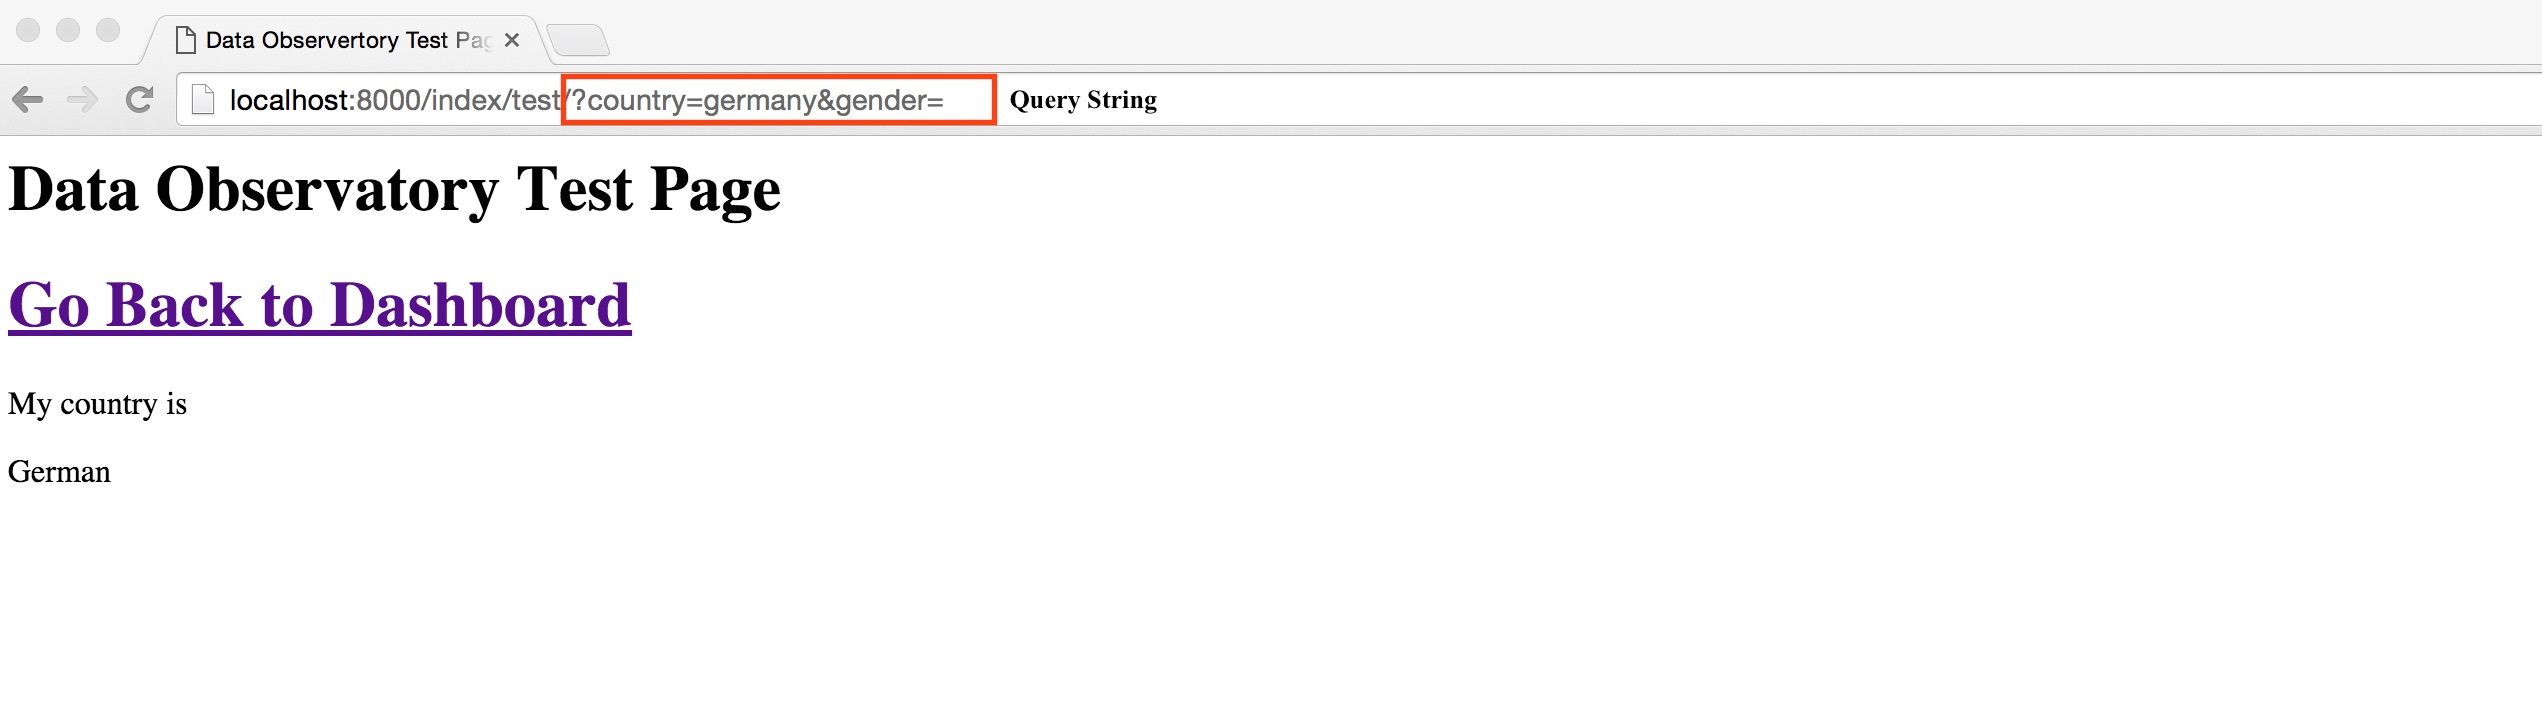 Data Observertory Test Pag
localhost:8000/index/test/?country=germany&gender=
Query String
Data Observatory Test Page
Go Back to Dashboard
My country is
German